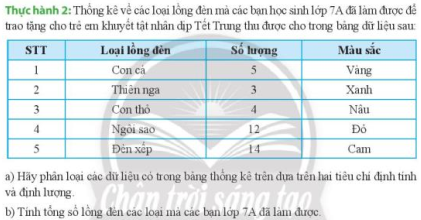 Thực hành 2: Thống kê về các loại lồng đèn mà các bạn học sinh lớp 7A đã làm được để
trao tặng cho trẻ em khuyết tật nhân dịp Tết Trung thu được cho trong bảng dữ liệu sau:
STT Loại lồng đèn Số lượng Màu sắc
1 Con cá 5 Vàng
2 Thiên nga 3 Xanh
3 Con thỏ 4 Nâu
4 Ngôi sao 12 Đỏ
5 Đèn xếp 14 Cam
a) Hãy phân loại các dữ liệu có trong bảng thống kê trên dựa trên hai tiêu chí định tính
và định lượng.
Chân trời sáng tạo
b) Tính tổng số lồng đèn các loại mà các bạn lớp 7A đã làm được.